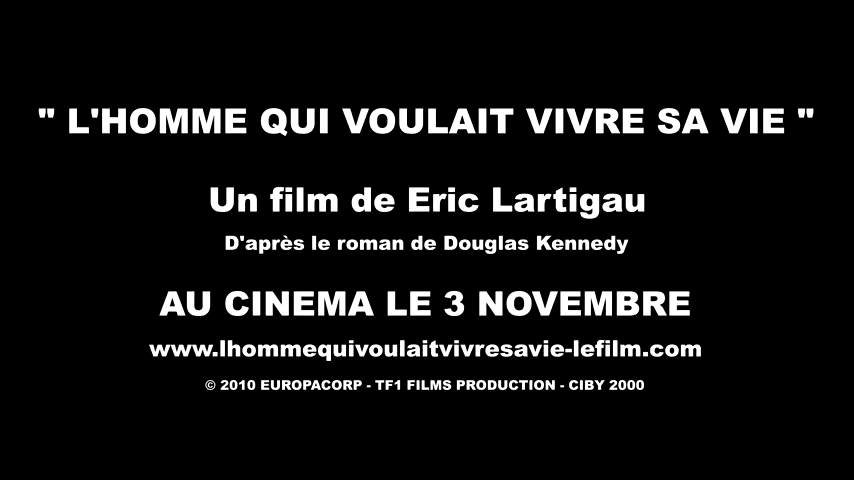 " L'HOMME QUI VOULAIT VIVRE SA VIE "
Un film de Eric Lartigau
D'après le roman de Douglas Kennedy
AU CINEMA LE 3 NOVEMBRE
www.lhommequivoulaitvivresavie-lefilm.com
© 2010 EUROPACORP - TF1 FILMS PRODUCTION - CIBY 2000